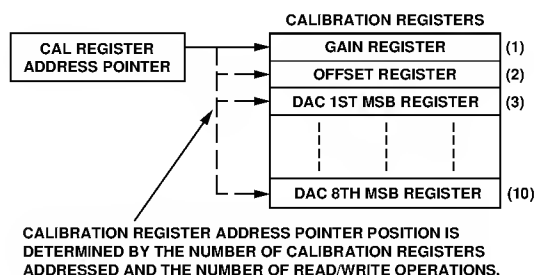 CALIBRATION REGISTERS
CAL REGISTER
ADDRESS POINTER
GAIN REGISTER (1)
OFFSET REGISTER (2)
DAC 1ST MSB REGISTER (3)
DAC 8TH MSB REGISTER (10)
CALIBRATION REGISTER ADDRESS POINTER POSITION IS
DETERMINED BY THE NUMBER OF CALIBRATION REGISTERS
ADDRESSED AND THE NUMBER OF READ/WRITE OPERATIONS.